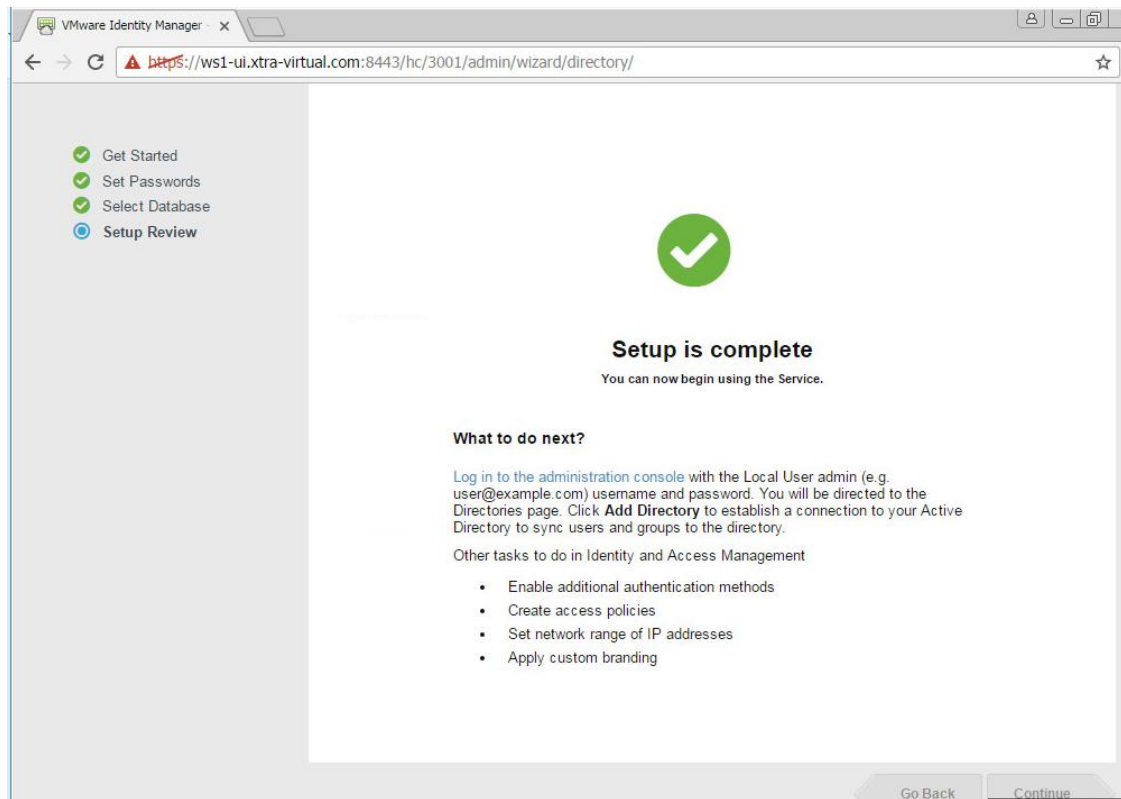 VMware Identity Manager -
https://ws1-ui.xtra-virtual.com:8443/hc/3001/admin/wizard/directory/
Get Started
Set Passwords
Select Database
Setup Review
Setup is complete
You can now begin using the Service.
What to do next?
Log in to the administration console with the Local User admin (e.g.
user@example.com) username and password. You will be directed to the
Directories page. Click Add Directory to establish a connection to your Active
Directory to sync users and groups to the directory.
Other tasks to do in Identity and Access Management
• Enable additional authentication methods
• Create access policies
• Set network range of IP addresses
• Apply custom branding
Go Back
Continue